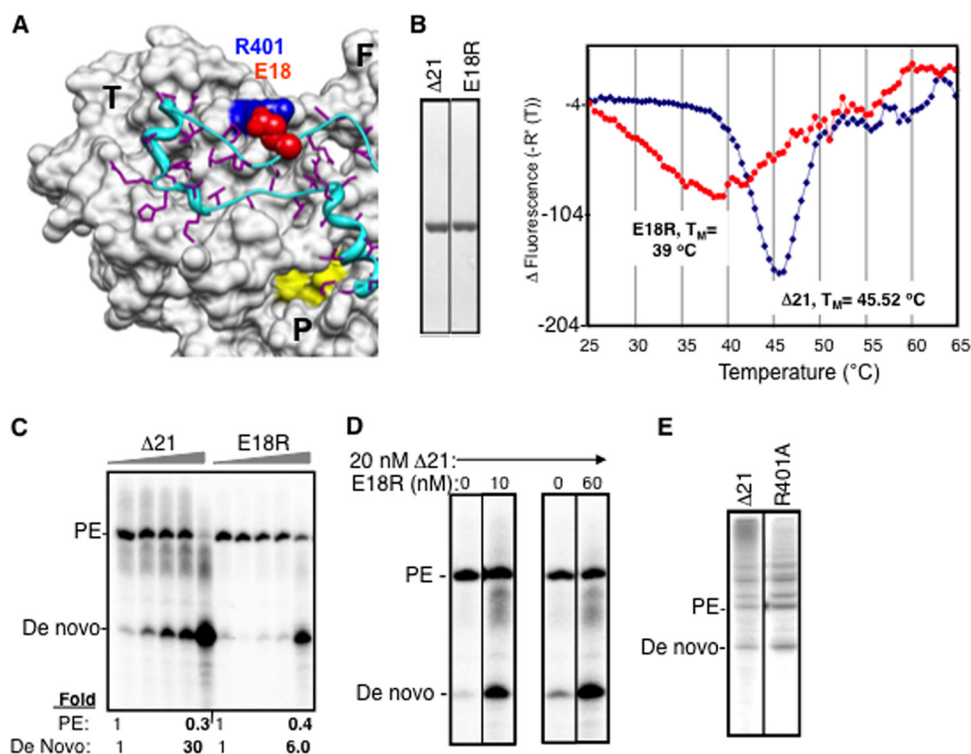 A
R401
E18
T
F
P
B
Δ21
E18R
Δ Fluorescence (-R' (T))
-4
-104
-204
E18R, TM=
39 °C
Δ21, TM= 45.52 °C
25 30 35 40 45 50 55 60 65
Temperature (°C)
C
Δ21 E18R
PE-
De novo-
Fold
PE: 1 0.3 1 0.4
De Novo: 1 30 1 6.0
D
20 nM Δ21:
E18R (nM): 0 10 0 60
PE -
De novo -
E
Δ21
R401A
PE-
De novo-